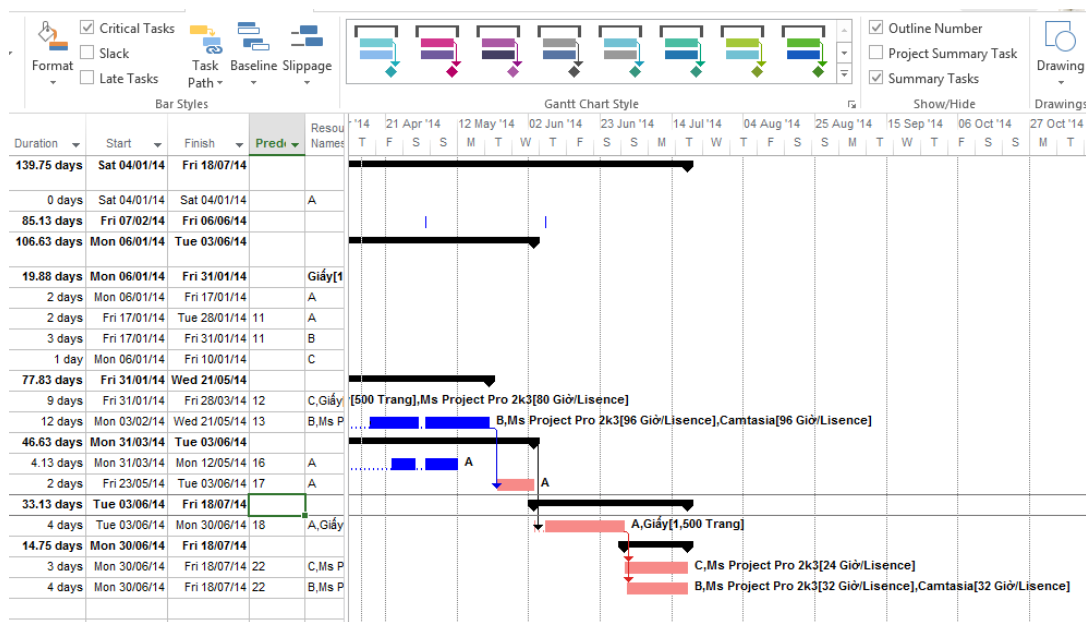 Critical Tasks
Slack
Late Tasks
Format
Task Path
Baseline
Slippage
Bar Styles
Gantt Chart Style
Outline Number
Project Summary Task
Summary Tasks
Show/Hide
Drawing
Drawings
Duration Start Finish Prede Resou Names
'14 21 Apr '14 12 May '14 02 Jun '14 23 Jun '14 14 Jul '14 04 Aug '14 25 Aug '14 15 Sep '14 06 Oct '14 27 Oct '14
T F S S M T W T F S S M T W T F S S M T W T F S S M T
139.75 days Sat 04/01/14 Fri 18/07/14
0 days Sat 04/01/14 Sat 04/01/14 A
85.13 days Fri 07/02/14 Fri 06/06/14
106.63 days Mon 06/01/14 Tue 03/06/14
19.88 days Mon 06/01/14 Fri 31/01/14 Giấy[1
2 days Mon 06/01/14 Fri 17/01/14 A
2 days Fri 17/01/14 Tue 28/01/14 11 A
3 days Fri 17/01/14 Fri 31/01/14 11 B
1 day Mon 06/01/14 Fri 10/01/14 C
77.83 days Fri 31/01/14 Wed 21/05/14
9 days Fri 31/01/14 Fri 28/03/14 12 C,Giấy [500 Trang],Ms Project Pro 2k3[80 Giờ/Lisence]
12 days Mon 03/02/14 Wed 21/05/14 13 B,Ms P B,Ms Project Pro 2k3[96 Giờ/Lisence],Camtasia[96 Giờ/Lisence]
46.63 days Mon 31/03/14 Tue 03/06/14
4.13 days Mon 31/03/14 Mon 12/05/14 16 A A
2 days Fri 23/05/14 Tue 03/06/14 17 A A
33.13 days Tue 03/06/14 Fri 18/07/14
4 days Tue 03/06/14 Mon 30/06/14 18 A,Giấy A,Giấy[1,500 Trang]
14.75 days Mon 30/06/14 Fri 18/07/14
3 days Mon 30/06/14 Fri 18/07/14 22 C,Ms P C,Ms Project Pro 2k3[24 Giờ/Lisence]
4 days Mon 30/06/14 Fri 18/07/14 22 B,Ms P B,Ms Project Pro 2k3[32 Giờ/Lisence],Camtasia[32 Giờ/Lisence]